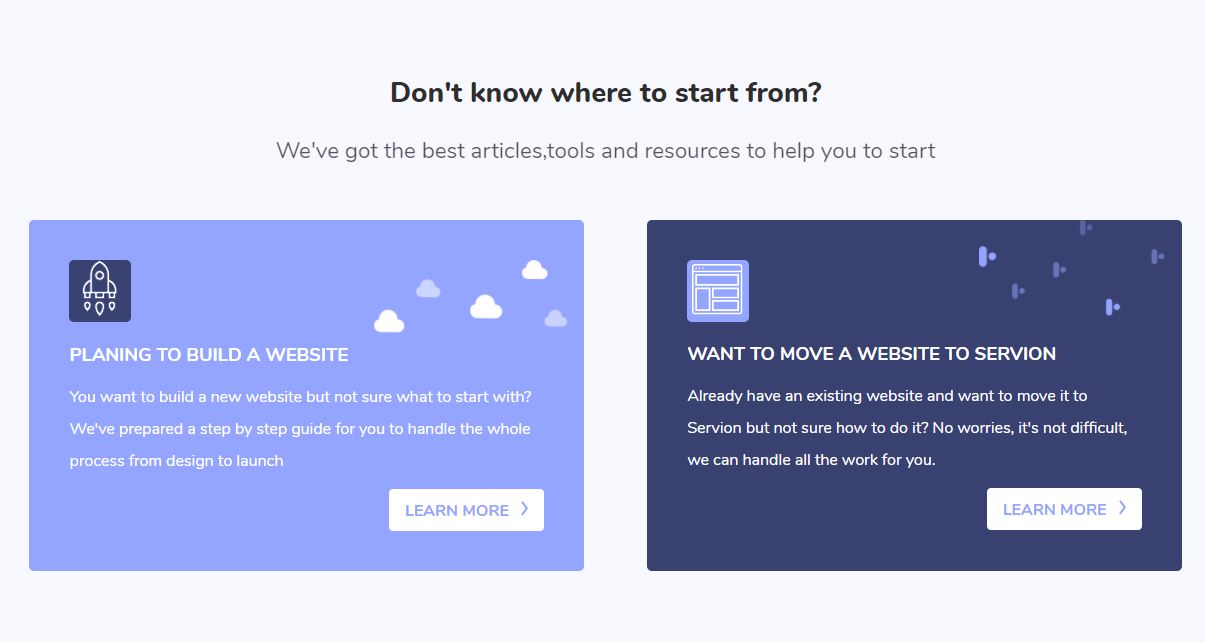 Don't know where to start from?
We've got the best articles,tools and resources to help you to start
PLANING TO BUILD A WEBSITE
You want to build a new website but not sure what to start with?
We've prepared a step by step guide for you to handle the whole
process from design to launch
LEARN MORE
WANT TO MOVE A WEBSITE TO SERVION
Already have an existing website and want to move it to
Servion but not sure how to do it? No worries, it's not difficult,
we can handle all the work for you.
LEARN MORE